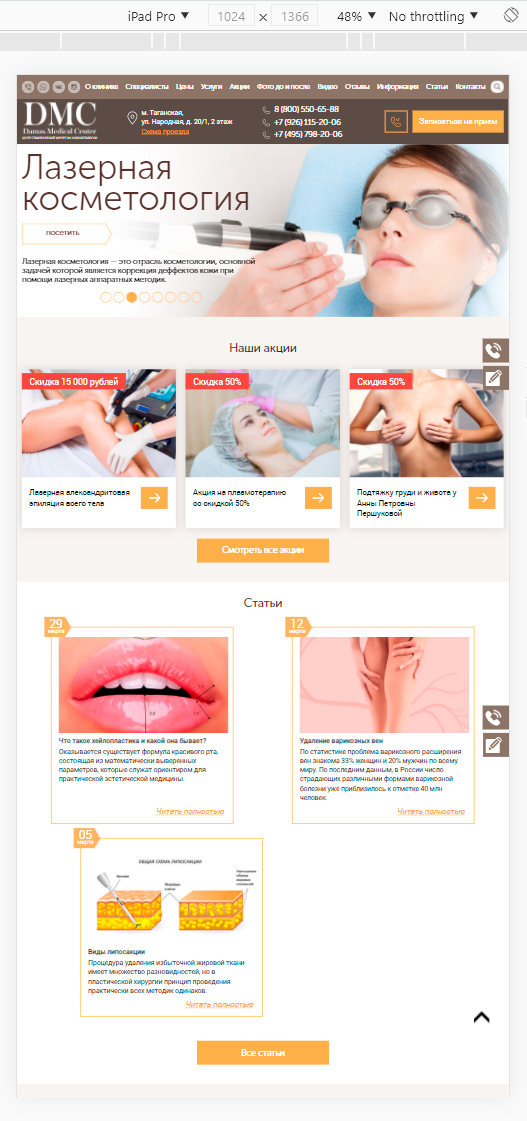 iPad Pro ▼ 1024 × 1366 48% ▼ No throttling ▼
О клинике Специалисты Цены Услуги Акции Фото до и после Видео Отзывы Информация Статьи Контакты
DMC
Damas Medical Center
м. Таганская,
ул. Народная, д. 20/1, 2 этаж
Схема проезда
8 (800) 550-65-88
+7 (926) 115-20-06
+7 (495) 798-20-06
Записаться на прием
Лазерная
косметология
посетить
Лазерная косметология — это отрасль косметологии, основной
задачей которой является коррекция деффектов кожи при
помощи лазерных аппаратных методик.
Наши акции
Скидка 15 000 рублей
Лазерная александритовая
эпиляция всего тела
Скидка 50%
Акция на плазмотерапию
со скидкой 50%
Скидка 50%
Подтяжку груди и живота у
Анны Петровны
Першуковой
Смотреть все акции
Статьи
29
марта
Что такое хейлопластика и какой она бывает?
Оказывается существует формула красивого рта,
состоящая из математически выверенных
параметров, которые служат ориентиром для
практической эстетической медицины.
Читать полностью
12
марта
Удаление варикозных вен
По статистике проблема варикозного расширения
вен знакома 33% женщин и 20% мужчин по всему
миру. По последним данным, в России число
страдающих различными формами варикозной
болезни уже приблизилось к отметке 40 млн
человек.
Читать полностью
05
марта
ОБЩАЯ СХЕМА ЛИПОСАКЦИИ
Виды липосакции
Процедура удаления избыточной жировой ткани
имеет множество разновидностей, но в
пластической хирургии принцип проведения
практически всех методик одинаков.
Читать полностью
Все статьи